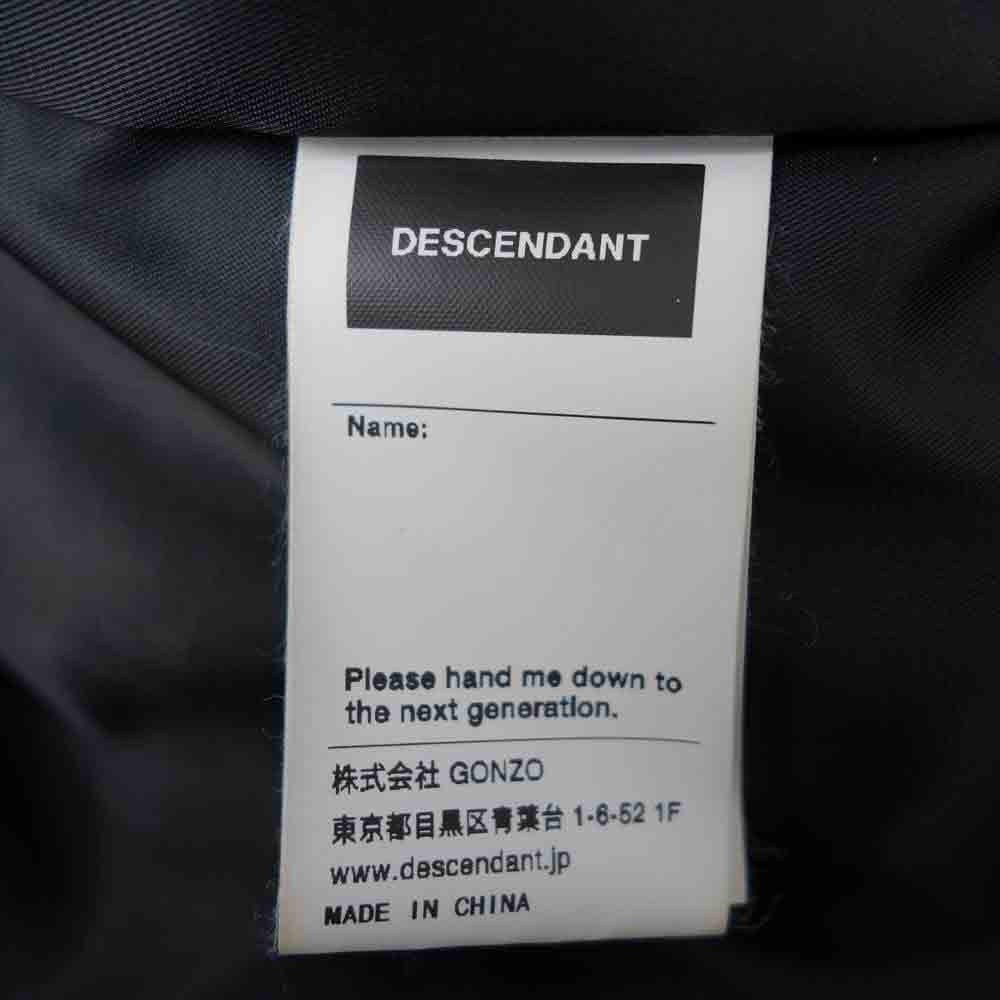 DESCENDANT
Name:
Please hand me down to
the next generation.
株式会社 GONZO
東京都目黒区青葉台 1-6-52 1F
www.descendant.jp
MADE IN CHINA